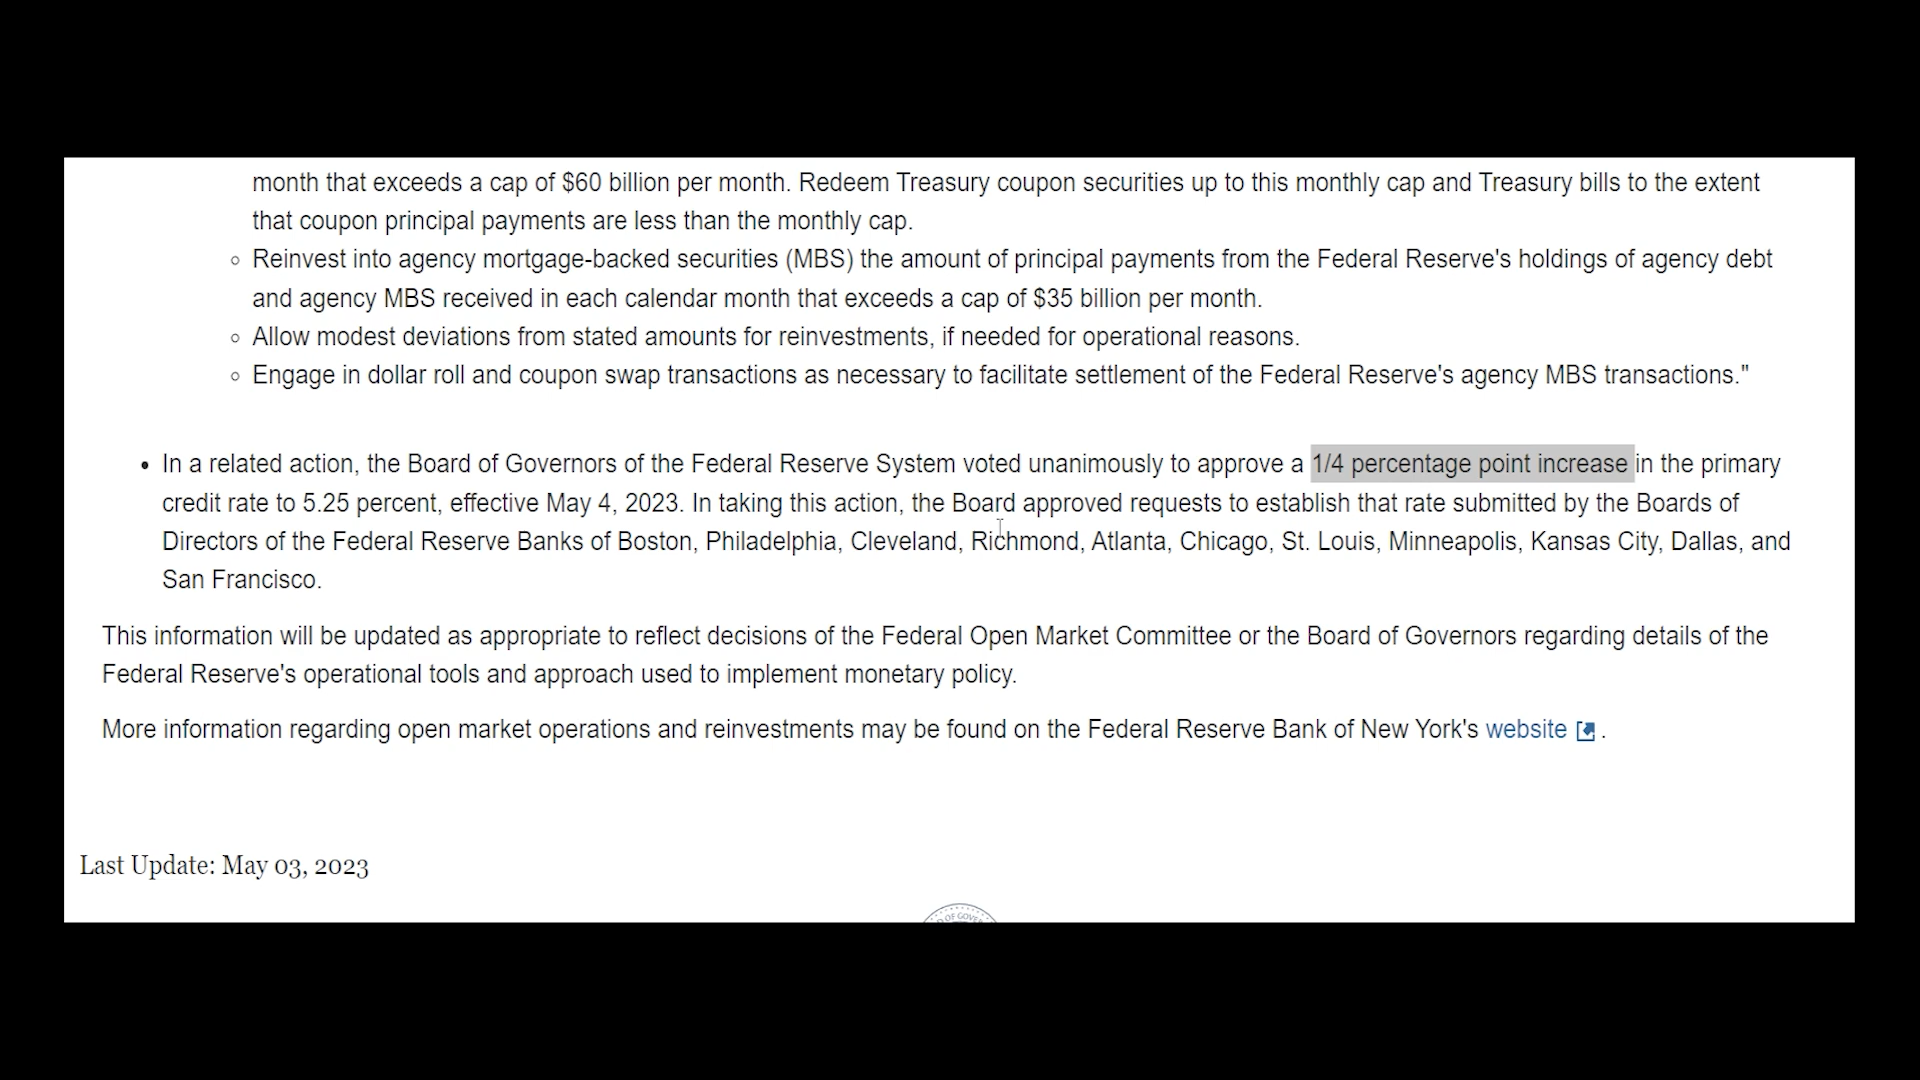 month that exceeds a cap of $60 billion per month. Redeem Treasury coupon securities up to this monthly cap and Treasury bills to the extent
that coupon principal payments are less than the monthly cap.
Reinvest into agency mortgage-backed securities (MBS) the amount of principal payments from the Federal Reserve's holdings of agency debt
and agency MBS received in each calendar month that exceeds a cap of $35 billion per month.
Allow modest deviations from stated amounts for reinvestments, if needed for operational reasons.
Engage in dollar roll and coupon swap transactions as necessary to facilitate settlement of the Federal Reserve's agency MBS transactions."
In a related action, the Board of Governors of the Federal Reserve System voted unanimously to approve a 1/4 percentage point increase in the primary
credit rate to 5.25 percent, effective May 4, 2023. In taking this action, the Board approved requests to establish that rate submitted by the Boards of
Directors of the Federal Reserve Banks of Boston, Philadelphia, Cleveland, Richmond, Atlanta, Chicago, St. Louis, Minneapolis, Kansas City, Dallas, and
San Francisco.
This information will be updated as appropriate to reflect decisions of the Federal Open Market Committee or the Board of Governors regarding details of the
Federal Reserve's operational tools and approach used to implement monetary policy.
More information regarding open market operations and reinvestments may be found on the Federal Reserve Bank of New York's website .
Last Update: May 03, 2023